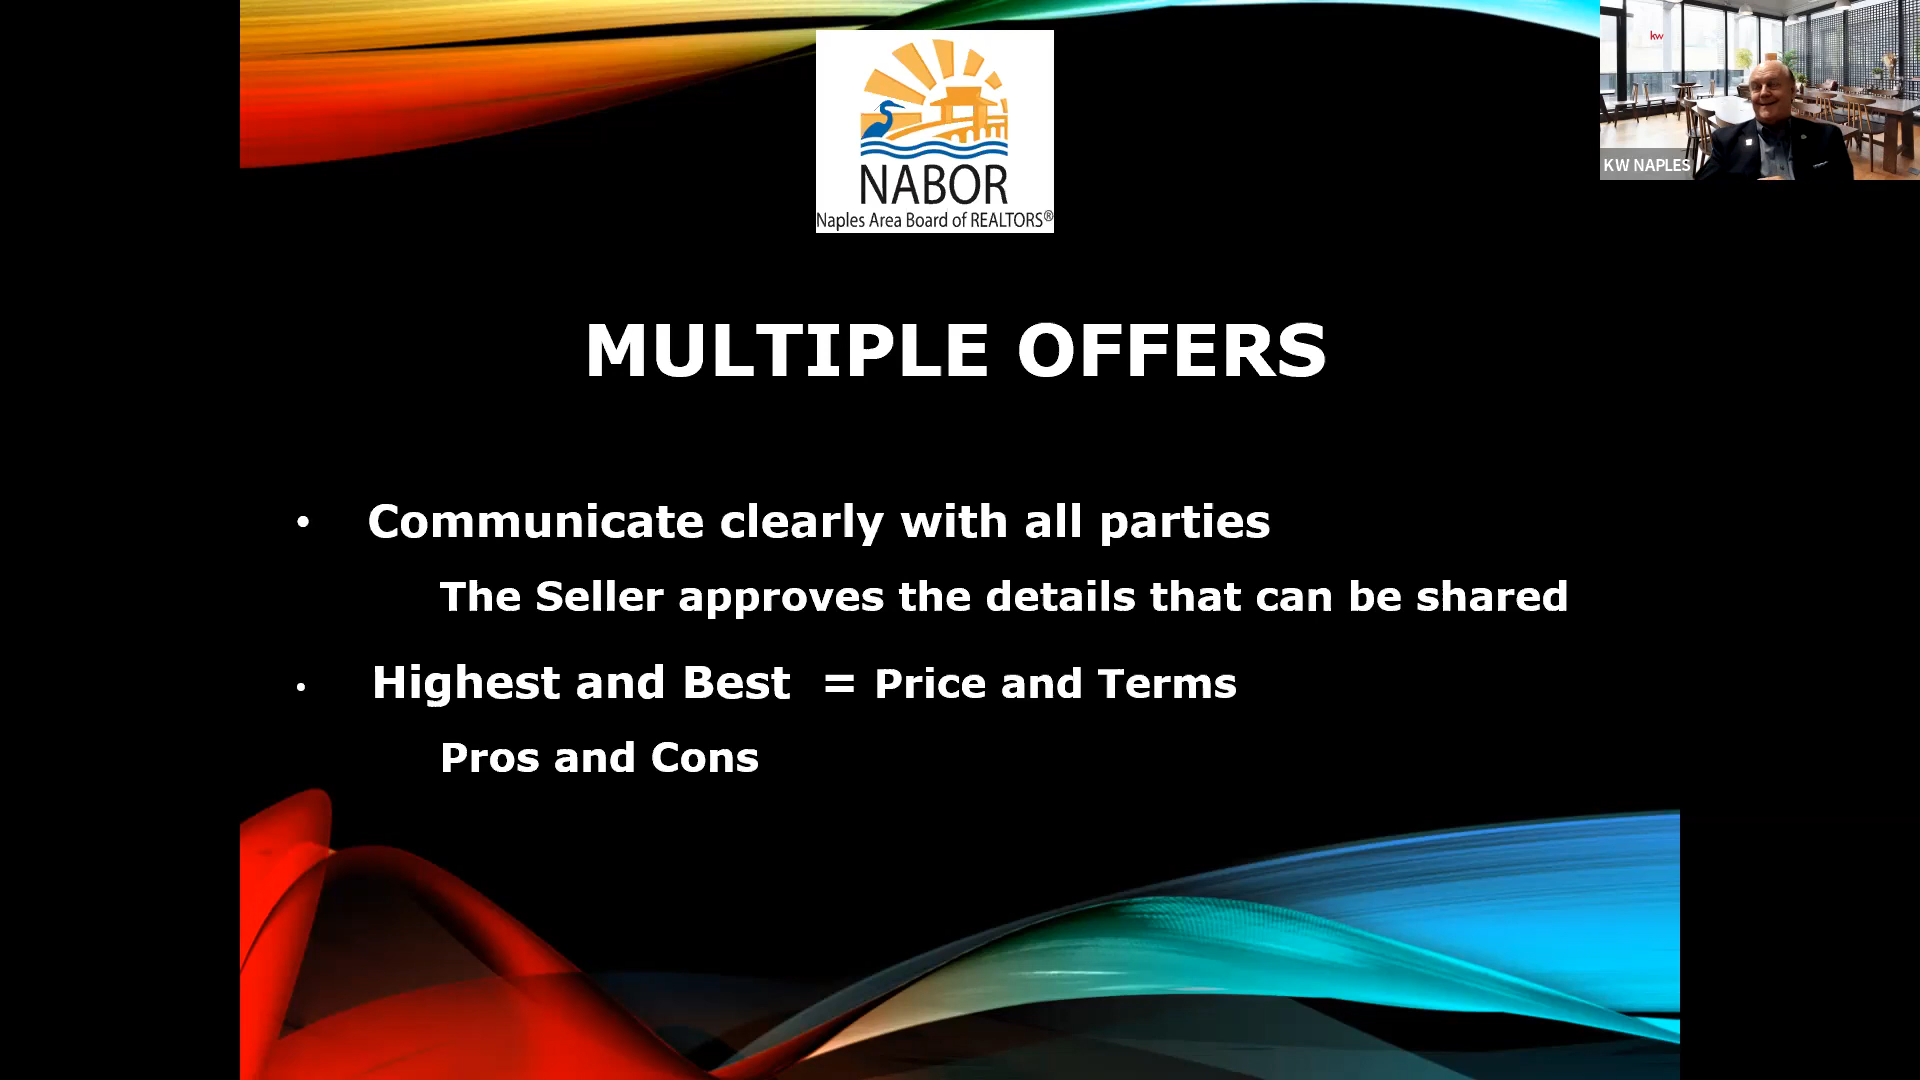 NABOR
Naples Area Board of REALTORS®
kw
KW NAPLES
MULTIPLE OFFERS
• Communicate clearly with all parties
The Seller approves the details that can be shared
• Highest and Best = Price and Terms
Pros and Cons